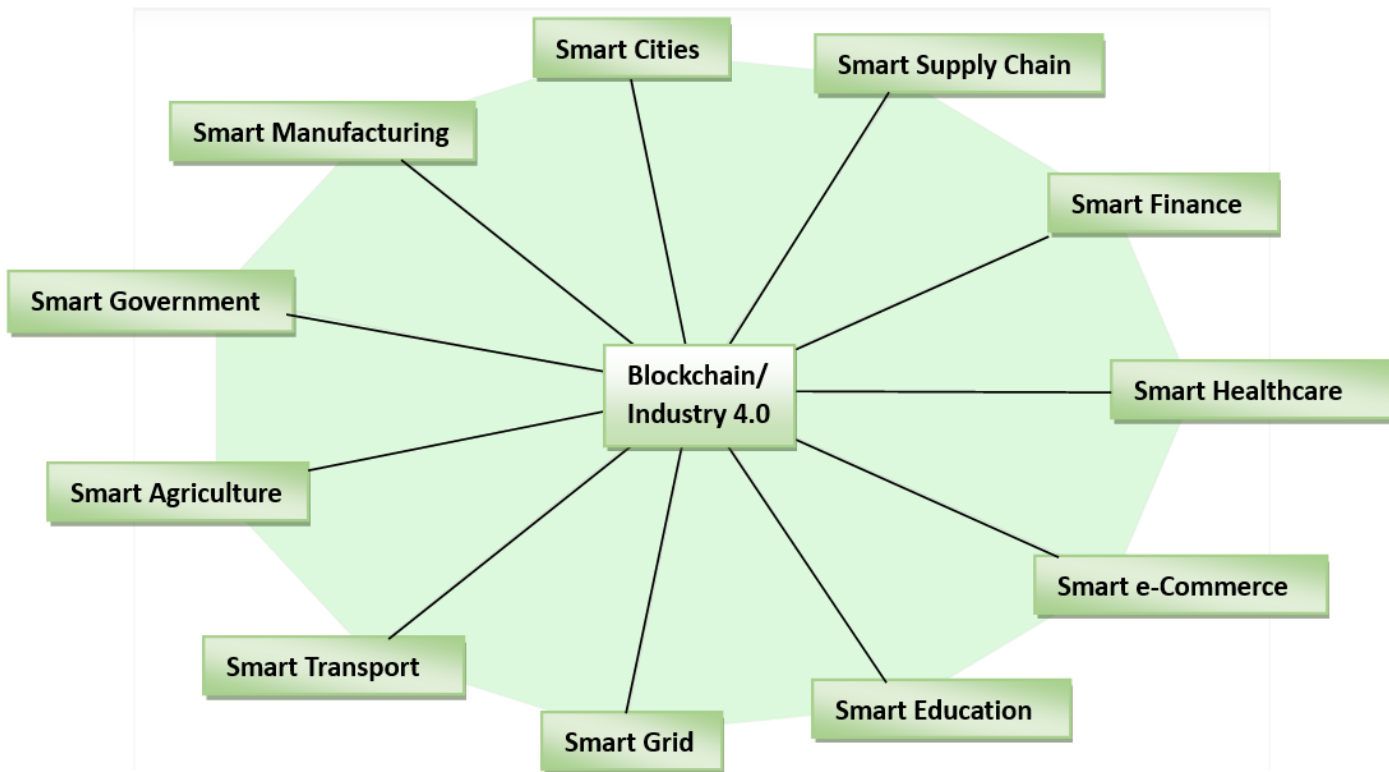 Smart Cities
Smart Supply Chain
Smart Manufacturing
Smart Finance
Smart Government
Blockchain/
Industry 4.0
Smart Healthcare
Smart Agriculture
Smart e-Commerce
Smart Transport
Smart Education
Smart Grid